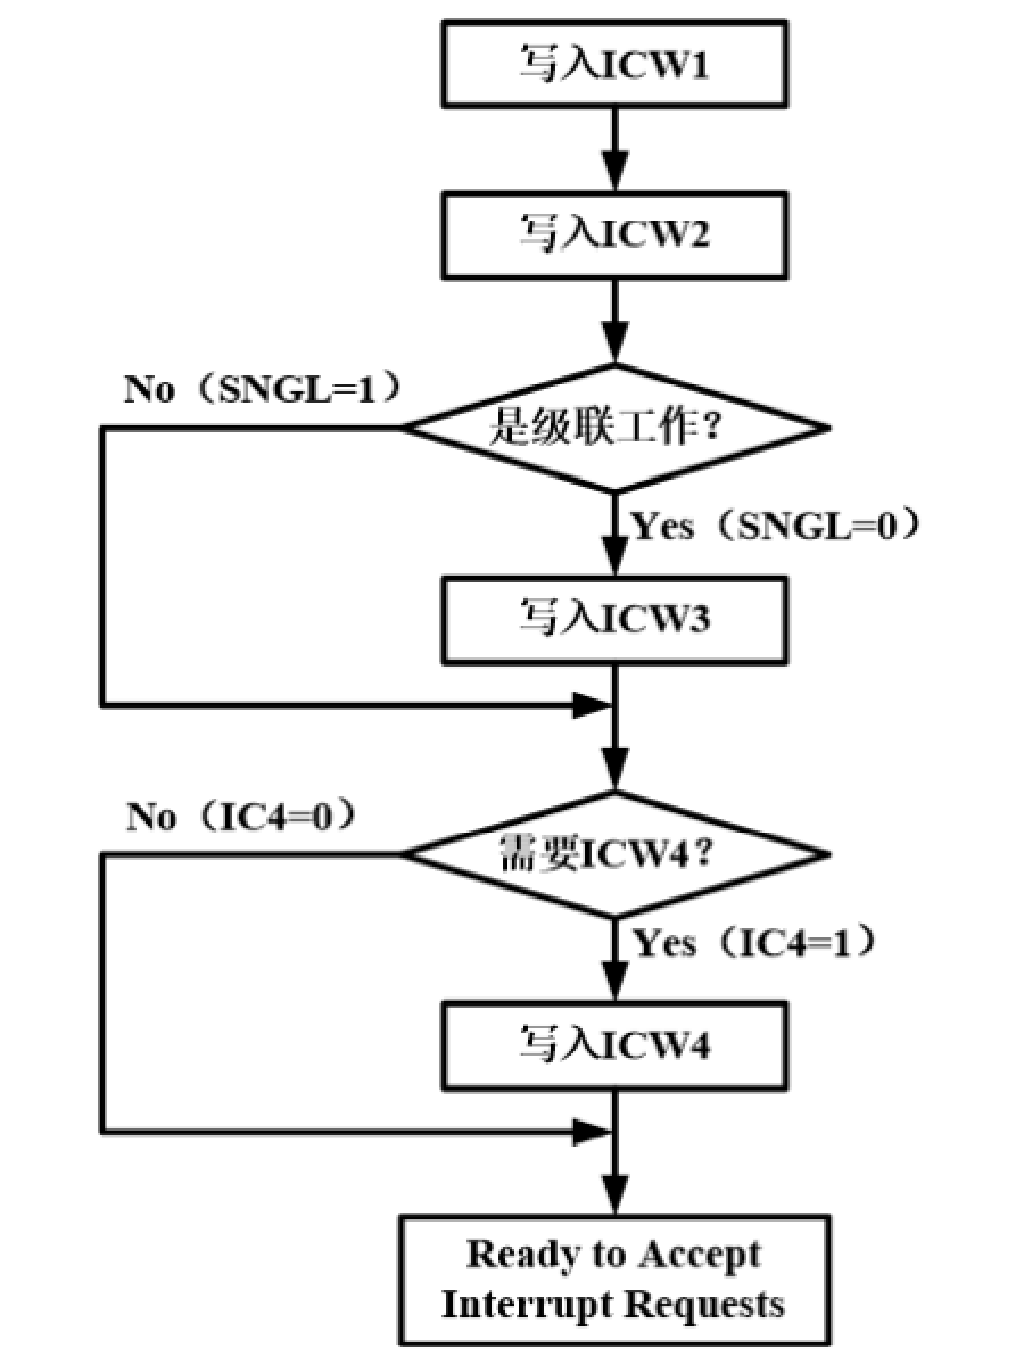 写入ICW1
写入ICW2
No（SNGL=1）
是级联工作？
Yes（SNGL=0）
写入ICW3
No（IC4=0）
需要ICW4？
Yes（IC4=1）
写入ICW4
Ready to Accept
Interrupt Requests